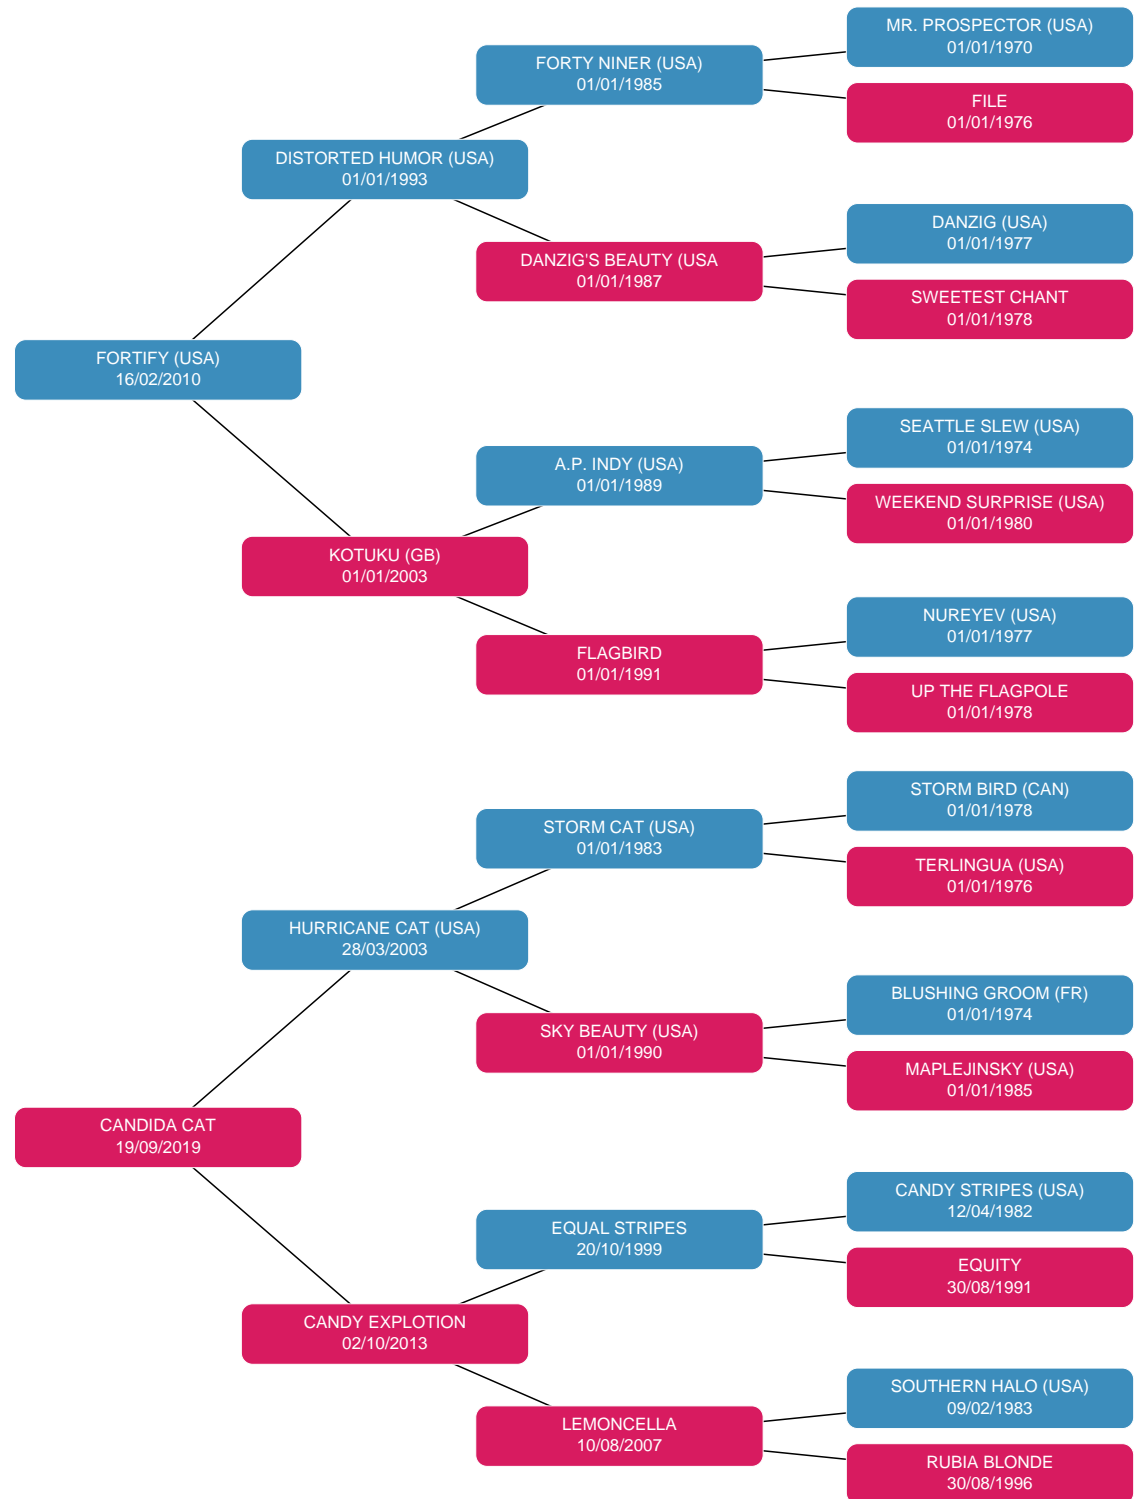 MR. PROSPECTOR (USA)
01/01/1970
FORTY NINER (USA)
01/01/1985
FILE
01/01/1976
DISTORTED HUMOR (USA)
01/01/1993
DANZIG (USA)
01/01/1977
DANZIG'S BEAUTY (USA
01/01/1987
SWEETEST CHANT
01/01/1978
FORTIFY (USA)
16/02/2010
SEATTLE SLEW (USA)
01/01/1974
A.P. INDY (USA)
01/01/1989
WEEKEND SURPRISE (USA)
01/01/1980
KOTUKU (GB)
01/01/2003
NUREYEV (USA)
01/01/1977
FLAGBIRD
01/01/1991
UP THE FLAGPOLE
01/01/1978
STORM BIRD (CAN)
01/01/1978
STORM CAT (USA)
01/01/1983
TERLINGUA (USA)
01/01/1976
HURRICANE CAT (USA)
28/03/2003
BLUSHING GROOM (FR)
01/01/1974
SKY BEAUTY (USA)
01/01/1990
MAPLEJINSKY (USA)
01/01/1985
CANDIDA CAT
19/09/2019
CANDY STRIPES (USA)
12/04/1982
EQUAL STRIPES
20/10/1999
EQUITY
30/08/1991
CANDY EXPLOTION
02/10/2013
SOUTHERN HALO (USA)
09/02/1983
LEMONCELLA
10/08/2007
RUBIA BLONDE
30/08/1996